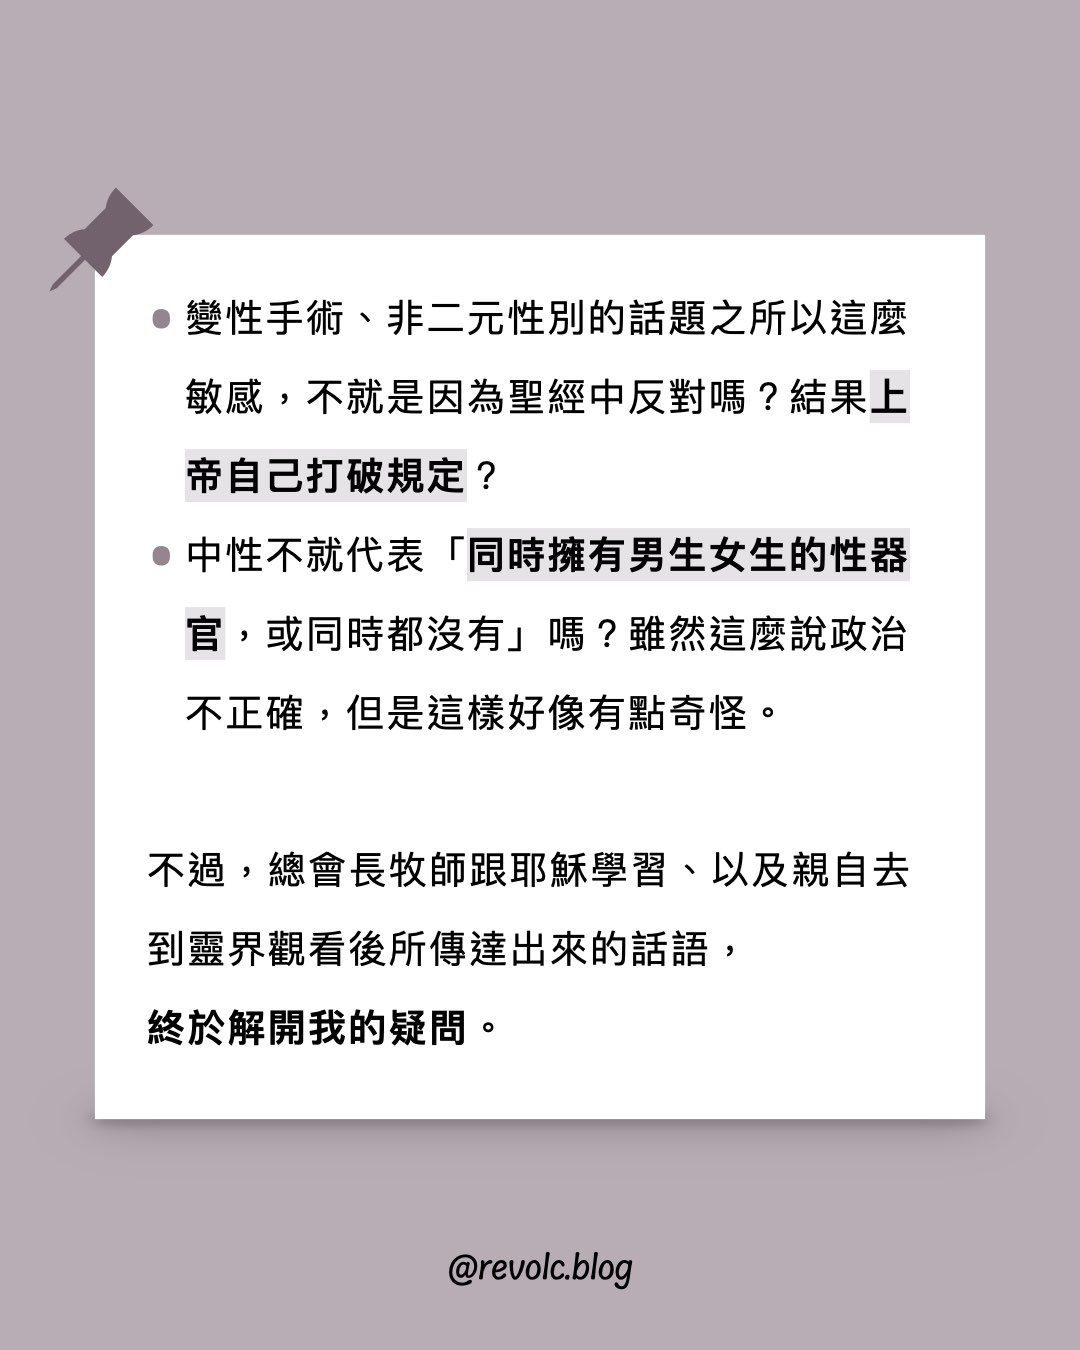 變性手術、非二元性別的話題之所以這麼
敏感，不就是因為聖經中反對嗎？結果上
帝自己打破規定？
中性不就代表「同時擁有男生女生的性器
官，或同時都沒有」嗎？雖然這麼說政治
不正確，但是這樣好像有點奇怪。
不過，總會長牧師跟耶穌學習、以及親自去
到靈界觀看後所傳達出來的話語，
終於解開我的疑問。
@revolc.blog